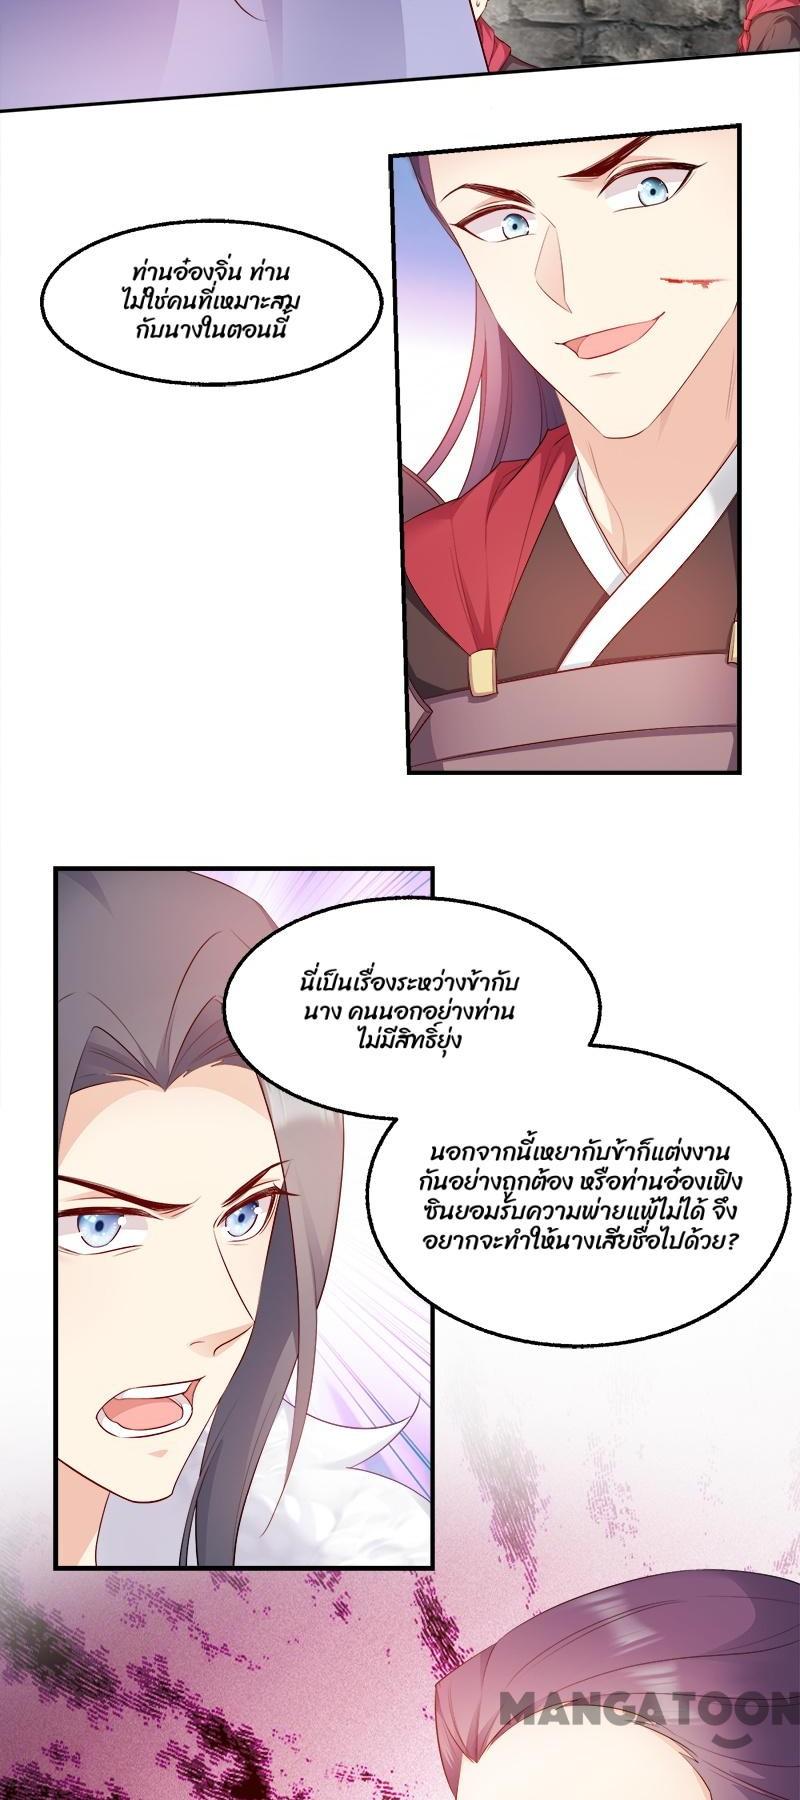 ท่านอ๋องจิ่น ท่าน
ไม่ใช่คนที่เหมาะสม
กับนางในตอนนี้
นี่เป็นเรื่องระหว่างข้ากับ
นาง คนนอกอย่างท่าน
ไม่มีสิทธิ์ยุ่ง
นอกจากนี้เหยากับข้าก็แต่งงาน
กันอย่างถูกต้อง หรือท่านอ๋องเฟิง
ซินยอมรับความพ่ายแพ้ไม่ได้ จึง
อยากจะทำให้นางเสียชื่อไปด้วย?
MANGATOON